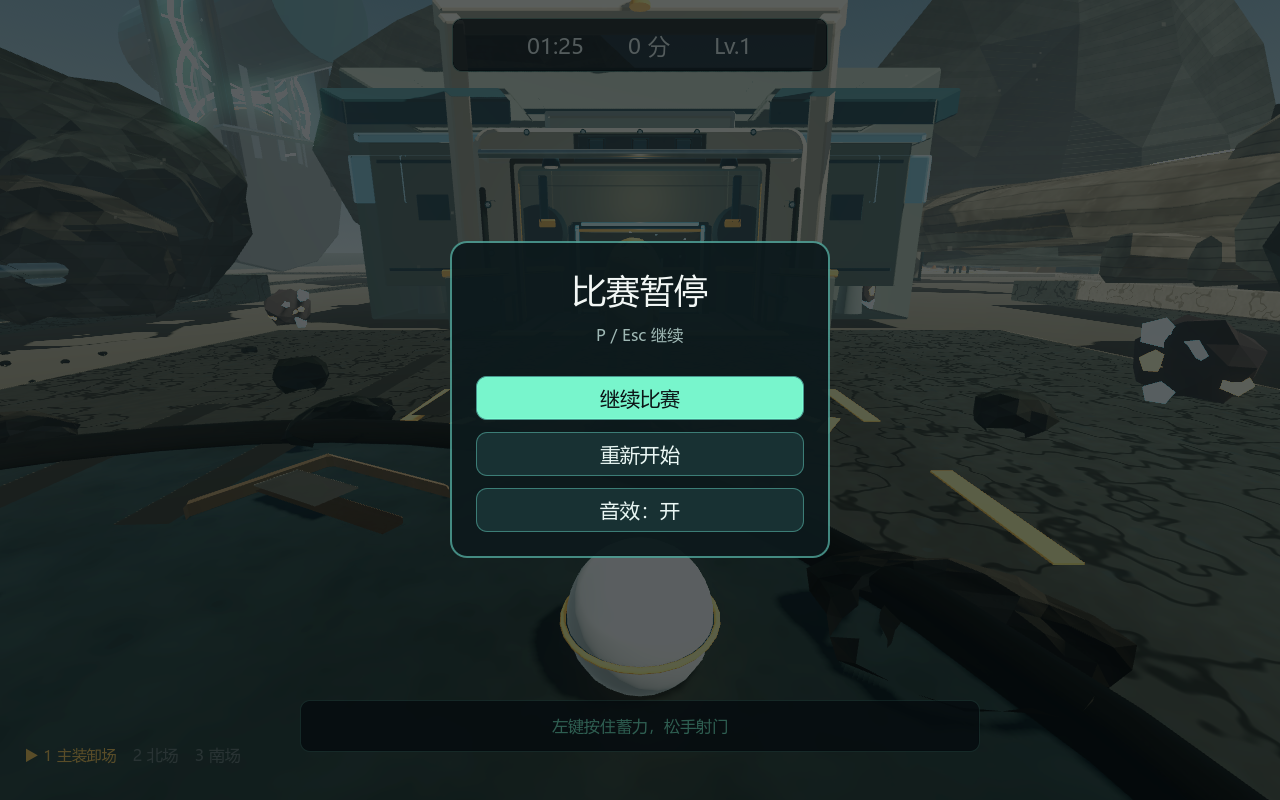 01:25 0 分 Lv.1
比赛暂停
P / Esc 继续
继续比赛
重新开始
音效：开
左键按住蓄力，松手射门
▶ 1 主装卸场 2 北场 3 南场